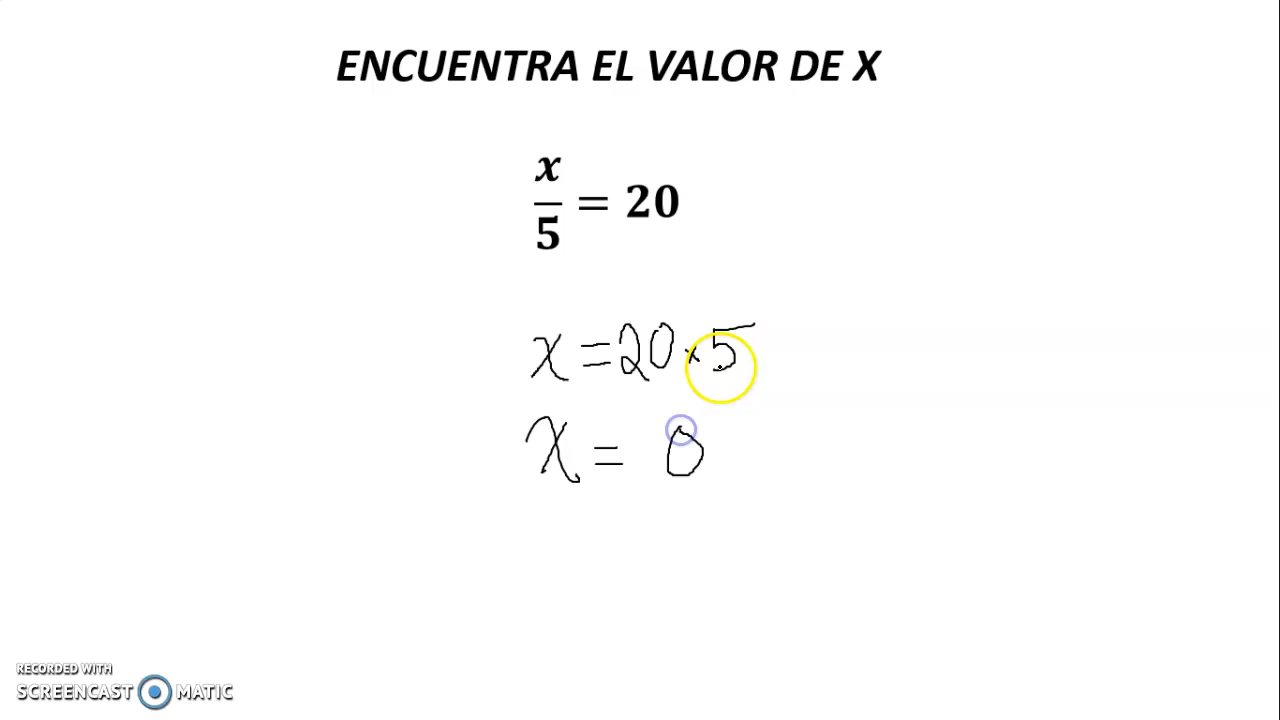 ENCUENTRA EL VALOR DE X
x/5 = 20
x = 20 × 5
x = 0
RECORDED WITH
SCREENCAST MATIC